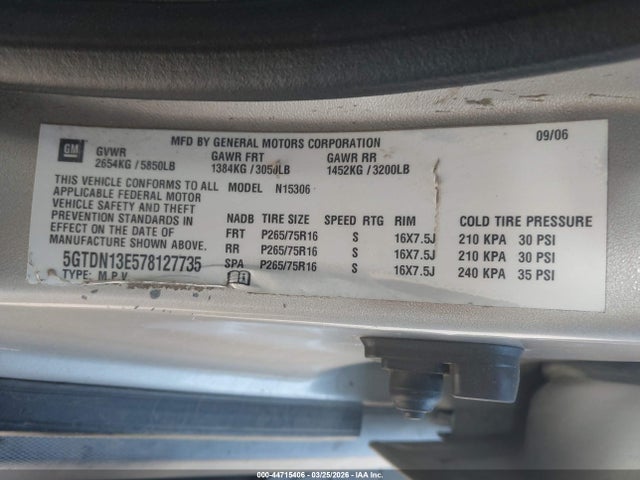 MFD BY GENERAL MOTORS CORPORATION 09/06
GM
GVWR GAWR FRT GAWR RR
2654KG / 5850LB 1384KG / 3050LB 1452KG / 3200LB
THIS VEHICLE CONFORMS TO ALL MODEL N15306
APPLICABLE FEDERAL MOTOR
VEHICLE SAFETY AND THEFT
PREVENTION STANDARDS IN
EFFECT ON THE DATE OF
MANUFACTURE SHOWN ABOVE.
5GTDN13E578127735
TYPE: M.P.V.
NADB TIRE SIZE SPEED RTG RIM COLD TIRE PRESSURE
FRT P265/75R16 S 16X7.5J 210 KPA 30 PSI
RR P265/75R16 S 16X7.5J 210 KPA 30 PSI
SPA P265/75R16 S 16X7.5J 240 KPA 35 PSI
000-44715406 - 03/25/2026 - IAA Inc.